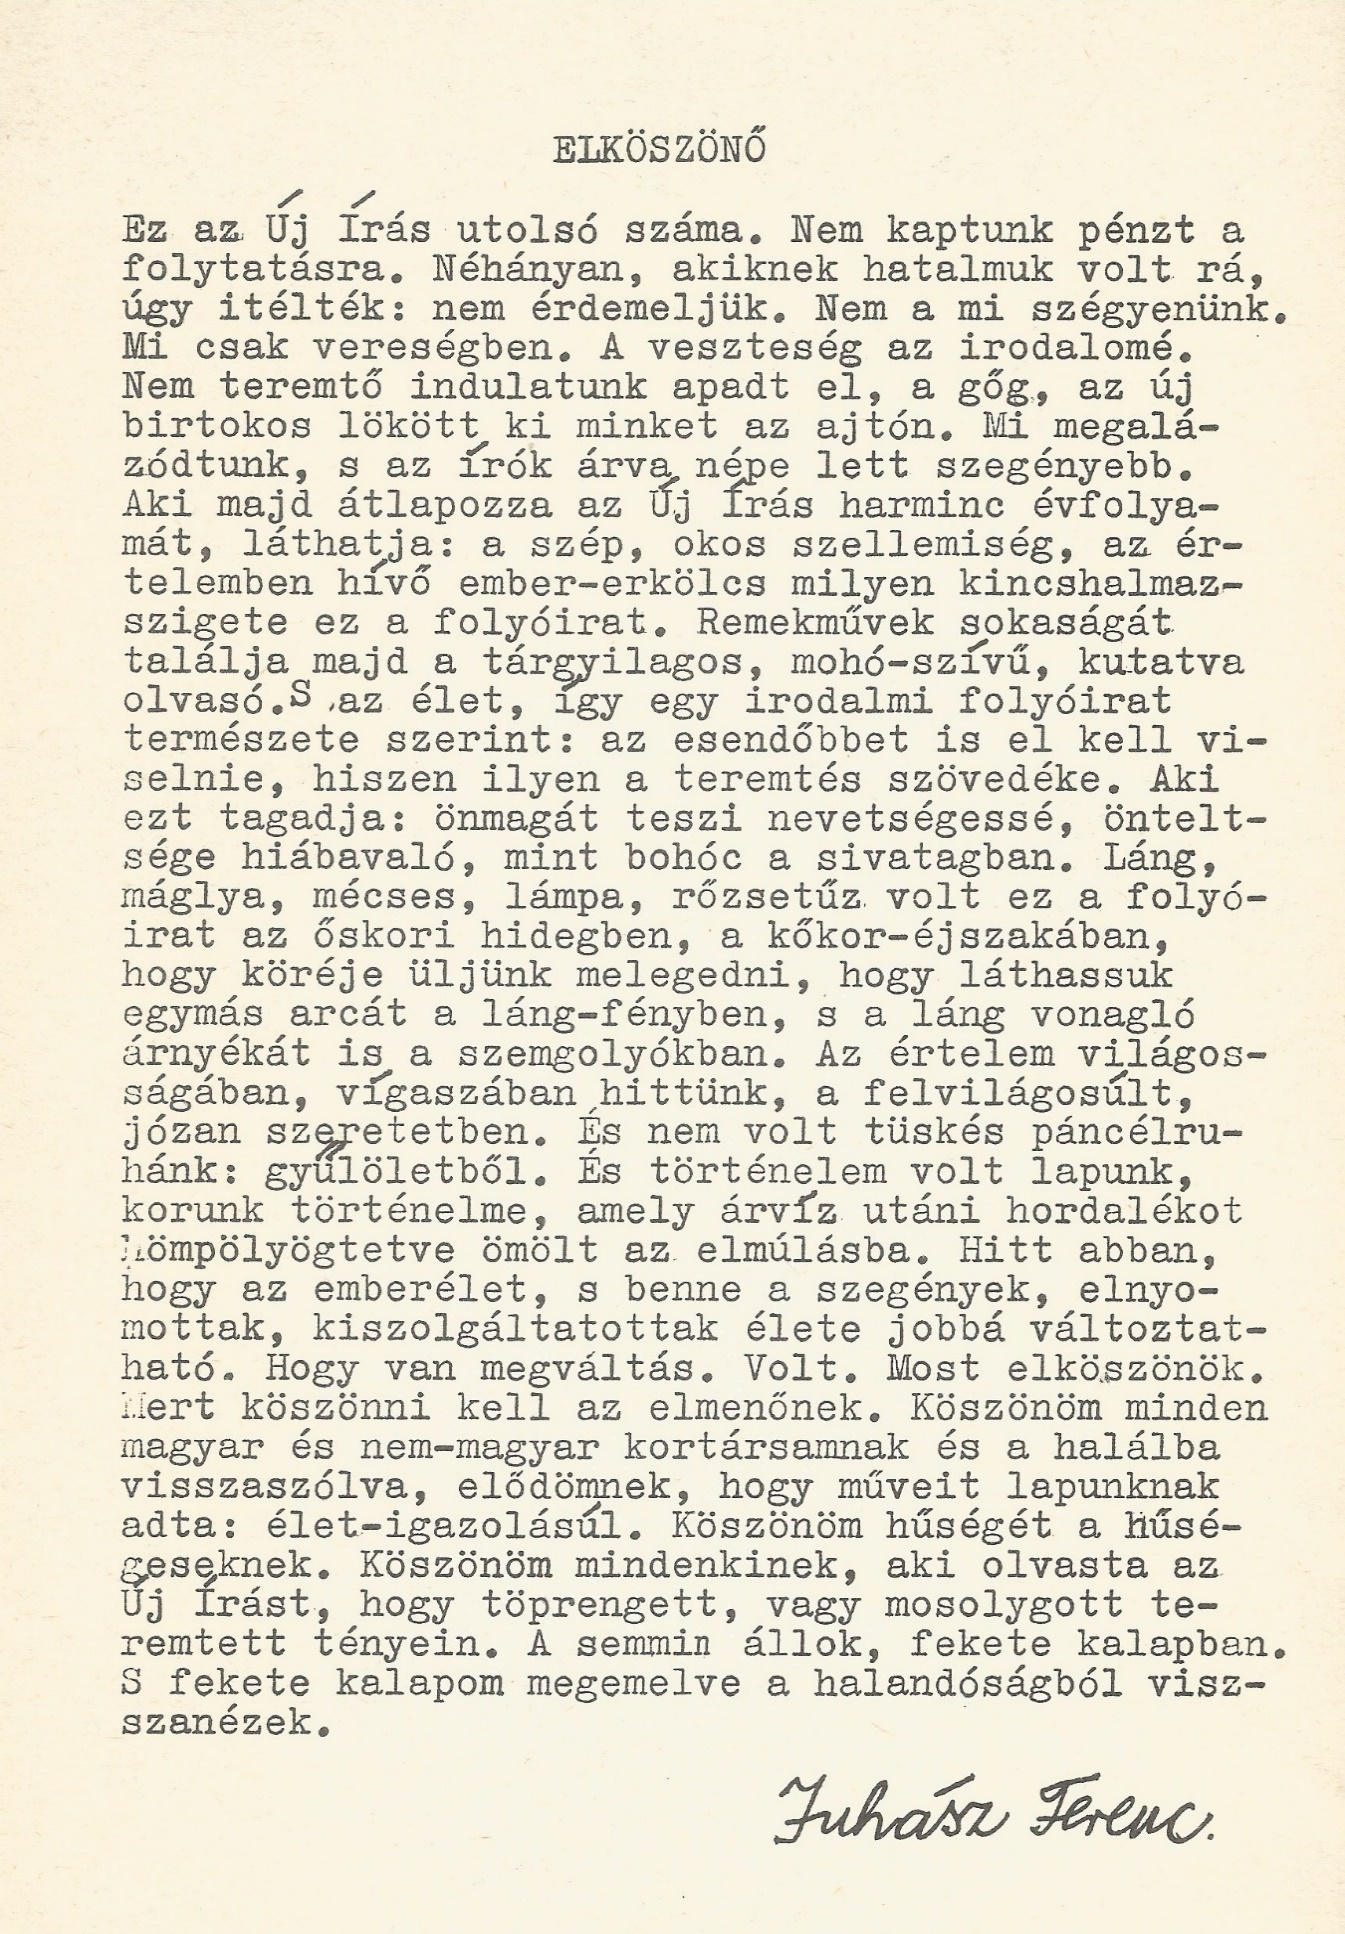 ELKÖSZÖNŐ
Ez az Új Írás utolsó száma. Nem kaptunk pénzt a
folytatásra. Néhányan, akiknek hatalmuk volt rá,
úgy itélték: nem érdemeljük. Nem a mi szégyenünk.
Mi csak vereségben. A veszteség az irodalomé.
Nem teremtő indulatunk apadt el, a gőg, az új
birtokos lökött ki minket az ajtón. Mi megalá-
zódtunk, s az írók árva népe lett szegényebb.
Aki majd átlapozza az Új Írás harminc évfolya-
mát, láthatja: a szép, okos szellemiség, az ér-
telemben hívő ember-erkölcs milyen kincshalmaz-
szigete ez a folyóirat. Remekművek sokaságát
találja majd a tárgyilagos, mohó-szívű, kutatva
olvasó.S az élet, így egy irodalmi folyóirat
természete szerint: az esendőbbet is el kell vi-
selnie, hiszen ilyen a teremtés szövedéke. Aki
ezt tagadja: önmagát teszi nevetségessé, öntelt-
sége hiábavaló, mint bohóc a sivatagban. Láng,
máglya, mécses, lámpa, rőzsetűz volt ez a folyó-
irat az őskori hidegben, a kőkor-éjszakában,
hogy köréje üljünk melegedni, hogy láthassuk
egymás arcát a láng-fényben, s a láng vonagló
árnyékát is a szemgolyókban. Az értelem világos-
ságában, vígaszában hittünk, a felvilágosúlt,
józan szeretetben. És nem volt tüskés páncélru-
hánk: gyűlöletből. És történelem volt lapunk,
korunk történelme, amely árvíz utáni hordalékot
hömpölyögtetve ömölt az elmúlásba. Hitt abban,
hogy az emberélet, s benne a szegények, elnyo-
mottak, kiszolgáltatottak élete jobbá változtat-
ható. Hogy van megváltás. Volt. Most elköszönök.
Mert köszönni kell az elmenőnek. Köszönöm minden
magyar és nem-magyar kortársamnak és a halálba
visszaszólva, elődömnek, hogy műveit lapunknak
adta: élet-igazolásúl. Köszönöm hűségét a hűsé-
geseknek. Köszönöm mindenkinek, aki olvasta az
Új Írást, hogy töprengett, vagy mosolygott te-
remtett tényein. A semmin állok, fekete kalapban.
S fekete kalapom megemelve a halandóságból visz-
szanézek.
Juhász Ferenc.